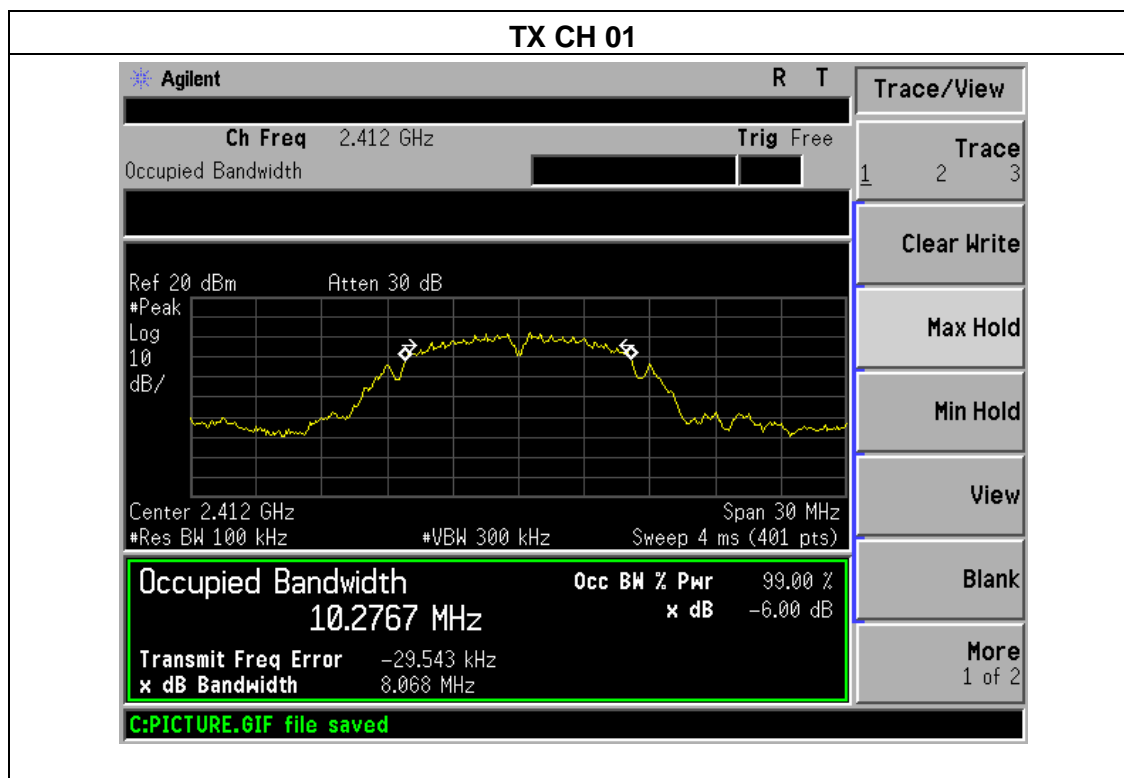 TX CH 01
Agilent R T
Trace/View
Ch Freq 2.412 GHz Trig Free
Occupied Bandwidth
Trace
1 2 3
Clear Write
Max Hold
Min Hold
View
Blank
More
1 of 2
Ref 20 dBm Atten 30 dB
#Peak
Log
10
dB/
Center 2.412 GHz Span 30 MHz
#Res BW 100 kHz #VBW 300 kHz Sweep 4 ms (401 pts)
Occupied Bandwidth Occ BW % Pwr 99.00 %
10.2767 MHz x dB -6.00 dB
Transmit Freq Error -29.543 kHz
x dB Bandwidth 8.068 MHz
C:PICTURE.GIF file saved